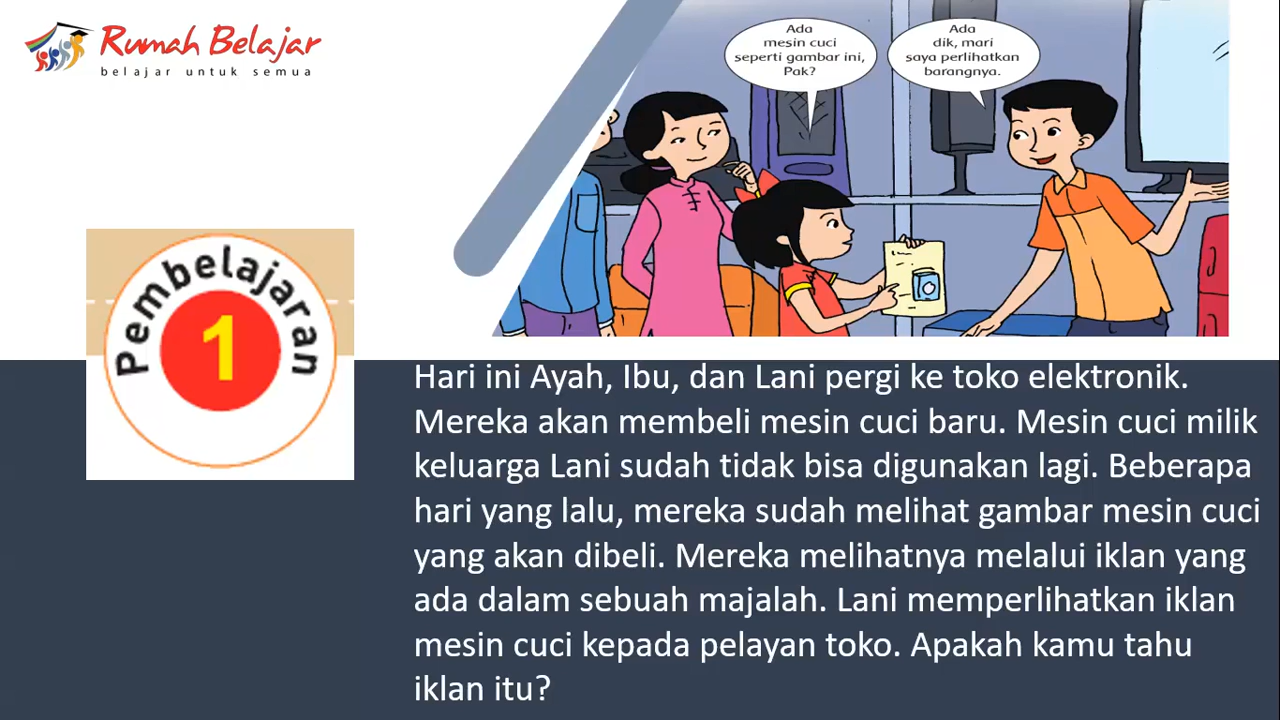 Rumah Belajar
belajar untuk semua
Ada
mesin cuci
seperti gambar ini,
Pak?
Ada
dik, mari
saya perlihatkan
barangnya.
Pembelajaran
1
Hari ini Ayah, Ibu, dan Lani pergi ke toko elektronik.
Mereka akan membeli mesin cuci baru. Mesin cuci milik
keluarga Lani sudah tidak bisa digunakan lagi. Beberapa
hari yang lalu, mereka sudah melihat gambar mesin cuci
yang akan dibeli. Mereka melihatnya melalui iklan yang
ada dalam sebuah majalah. Lani memperlihatkan iklan
mesin cuci kepada pelayan toko. Apakah kamu tahu
iklan itu?